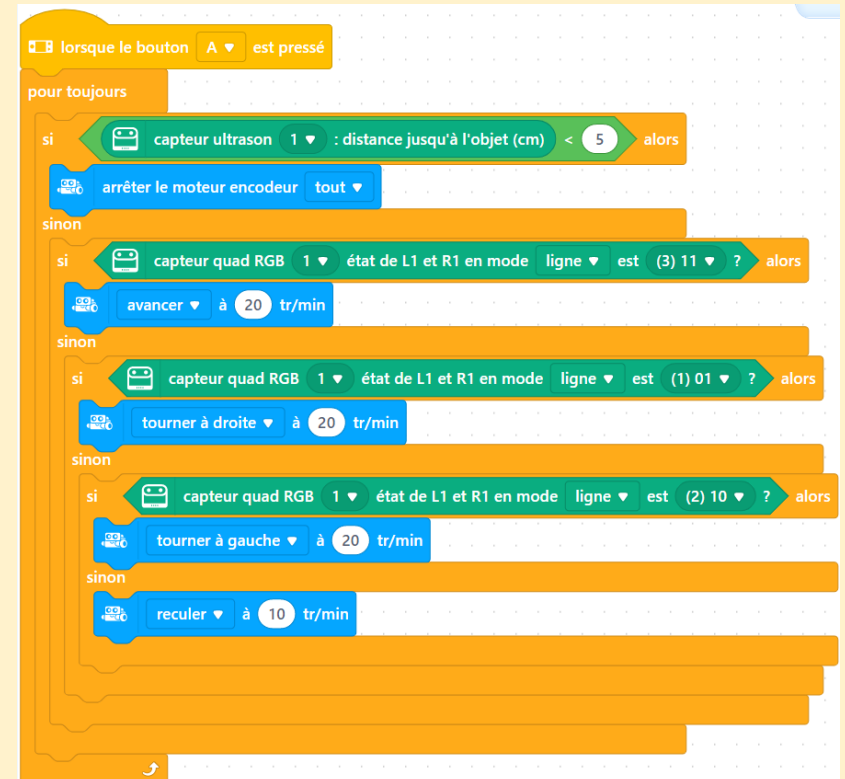 lorsque le bouton A est pressé
pour toujours
si capteur ultrason 1 : distance jusqu'à l'objet (cm) < 5 alors
arrêter le moteur encodeur tout
sinon
si capteur quad RGB 1 état de L1 et R1 en mode ligne est (3) 11 ? alors
avancer à 20 tr/min
sinon
si capteur quad RGB 1 état de L1 et R1 en mode ligne est (1) 01 ? alors
tourner à droite à 20 tr/min
sinon
si capteur quad RGB 1 état de L1 et R1 en mode ligne est (2) 10 ? alors
tourner à gauche à 20 tr/min
sinon
reculer à 10 tr/min